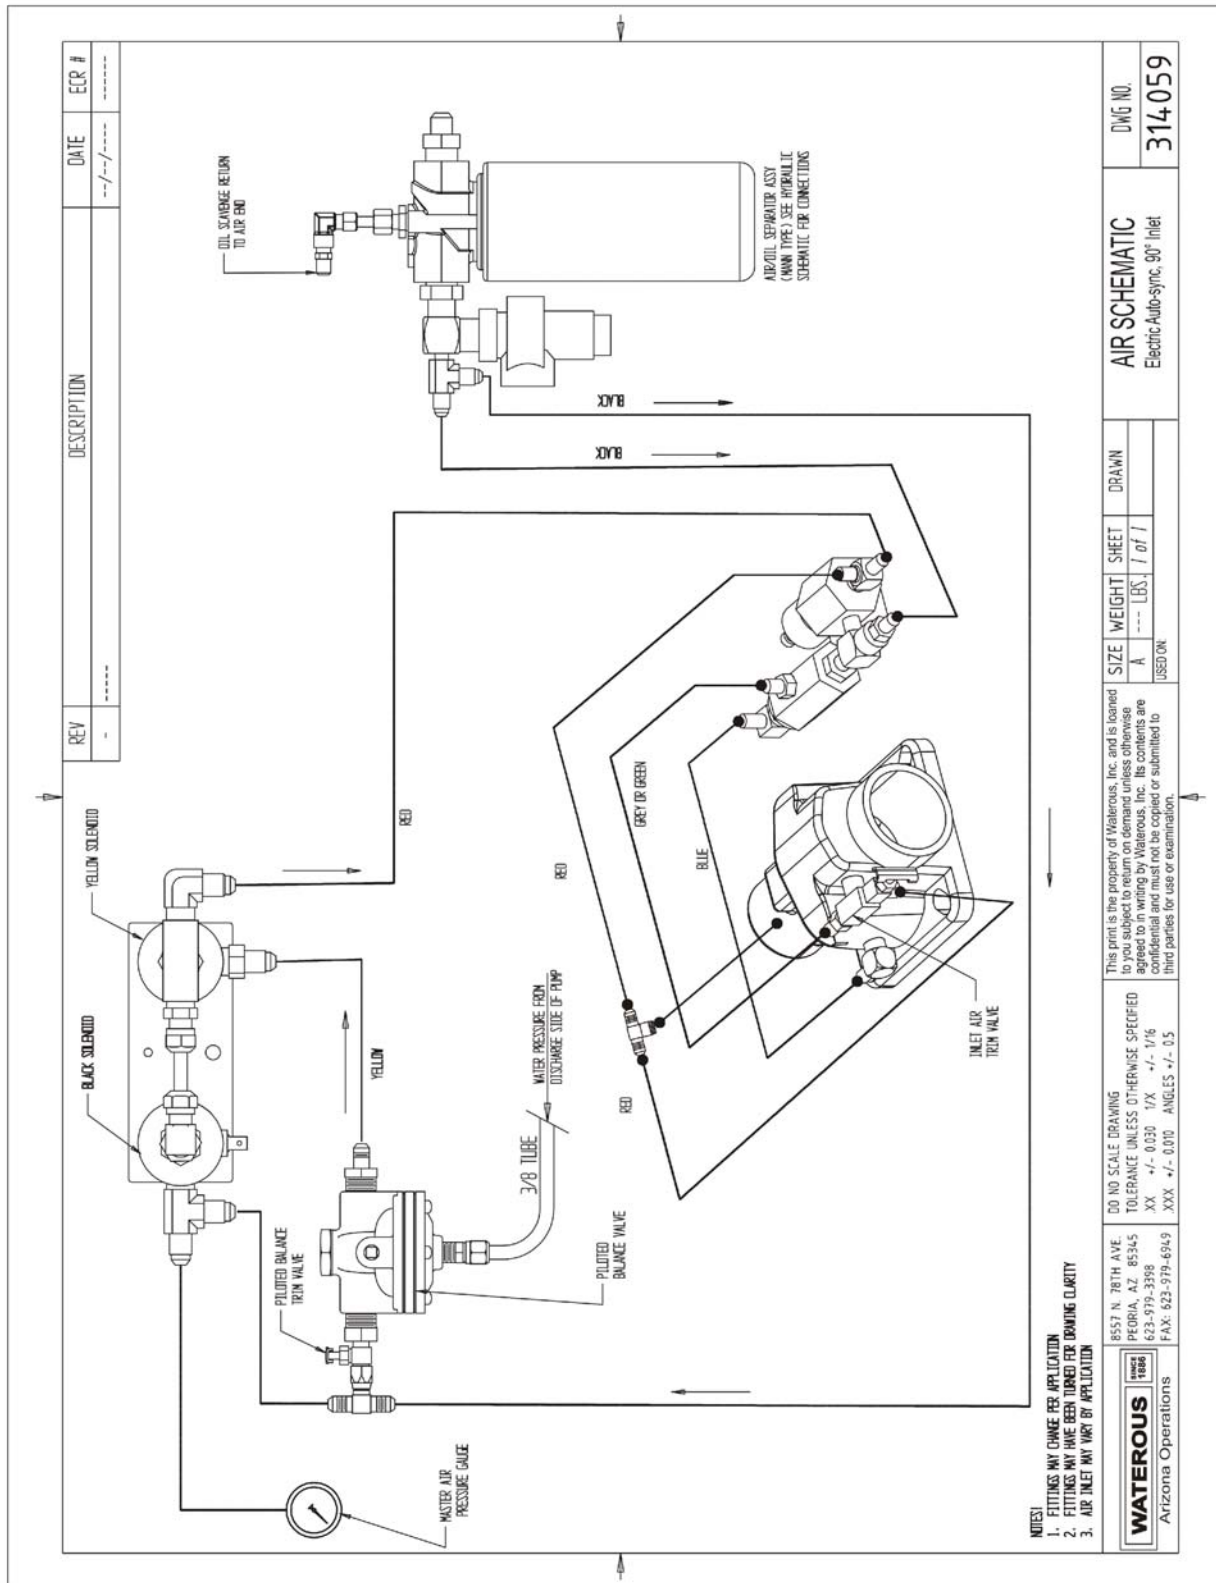 REV
DESCRIPTION
DATE
ECR #
-
-----
--/--/----
------
BLACK SOLENOID
YELLOW SOLENOID
OIL SCAVENGE RETURN
TO AIR END
AIR/OIL SEPARATOR ASSY
(MANN TYPE) SEE HYDRAULIC
SCHEMATIC FOR CONNECTIONS
RED
BLACK
BLACK
YELLOW
PILOTED BALANCE
TRIM VALVE
3/8 TUBE
WATER PRESSURE FROM
DISCHARGE SIDE OF PUMP
PILOTED
BALANCE VALVE
MASTER AIR
PRESSURE GAUGE
RED
GREY OR GREEN
BLUE
RED
INLET AIR
TRIM VALVE
NOTES:
1. FITTINGS MAY CHANGE PER APPLICATION
2. FITTINGS MAY HAVE BEEN TURNED FOR DRAWING CLARITY
3. AIR INLET MAY VARY BY APPLICATION
WATEROUS
SINCE
1886
Arizona Operations
8557 N. 78TH AVE.
PEORIA, AZ 85345
623-979-3398
FAX: 623-979-6949
DO NO SCALE DRAWING
TOLERANCE UNLESS OTHERWISE SPECIFIED
.XX +/- 0.030 1/X +/- 1/16
.XXX +/- 0.010 ANGLES +/- 0.5
This print is the property of Waterous, Inc. and is loaned
to you subject to return on demand unless otherwise
agreed to in writing by Waterous, Inc. Its contents are
confidential and must not be copied or submitted to
third parties for use or examination.
SIZE
WEIGHT
SHEET
DRAWN
A
--- LBS.
1 of 1
USED ON:
AIR SCHEMATIC
Electric Auto-sync, 90° Inlet
DWG NO.
314059